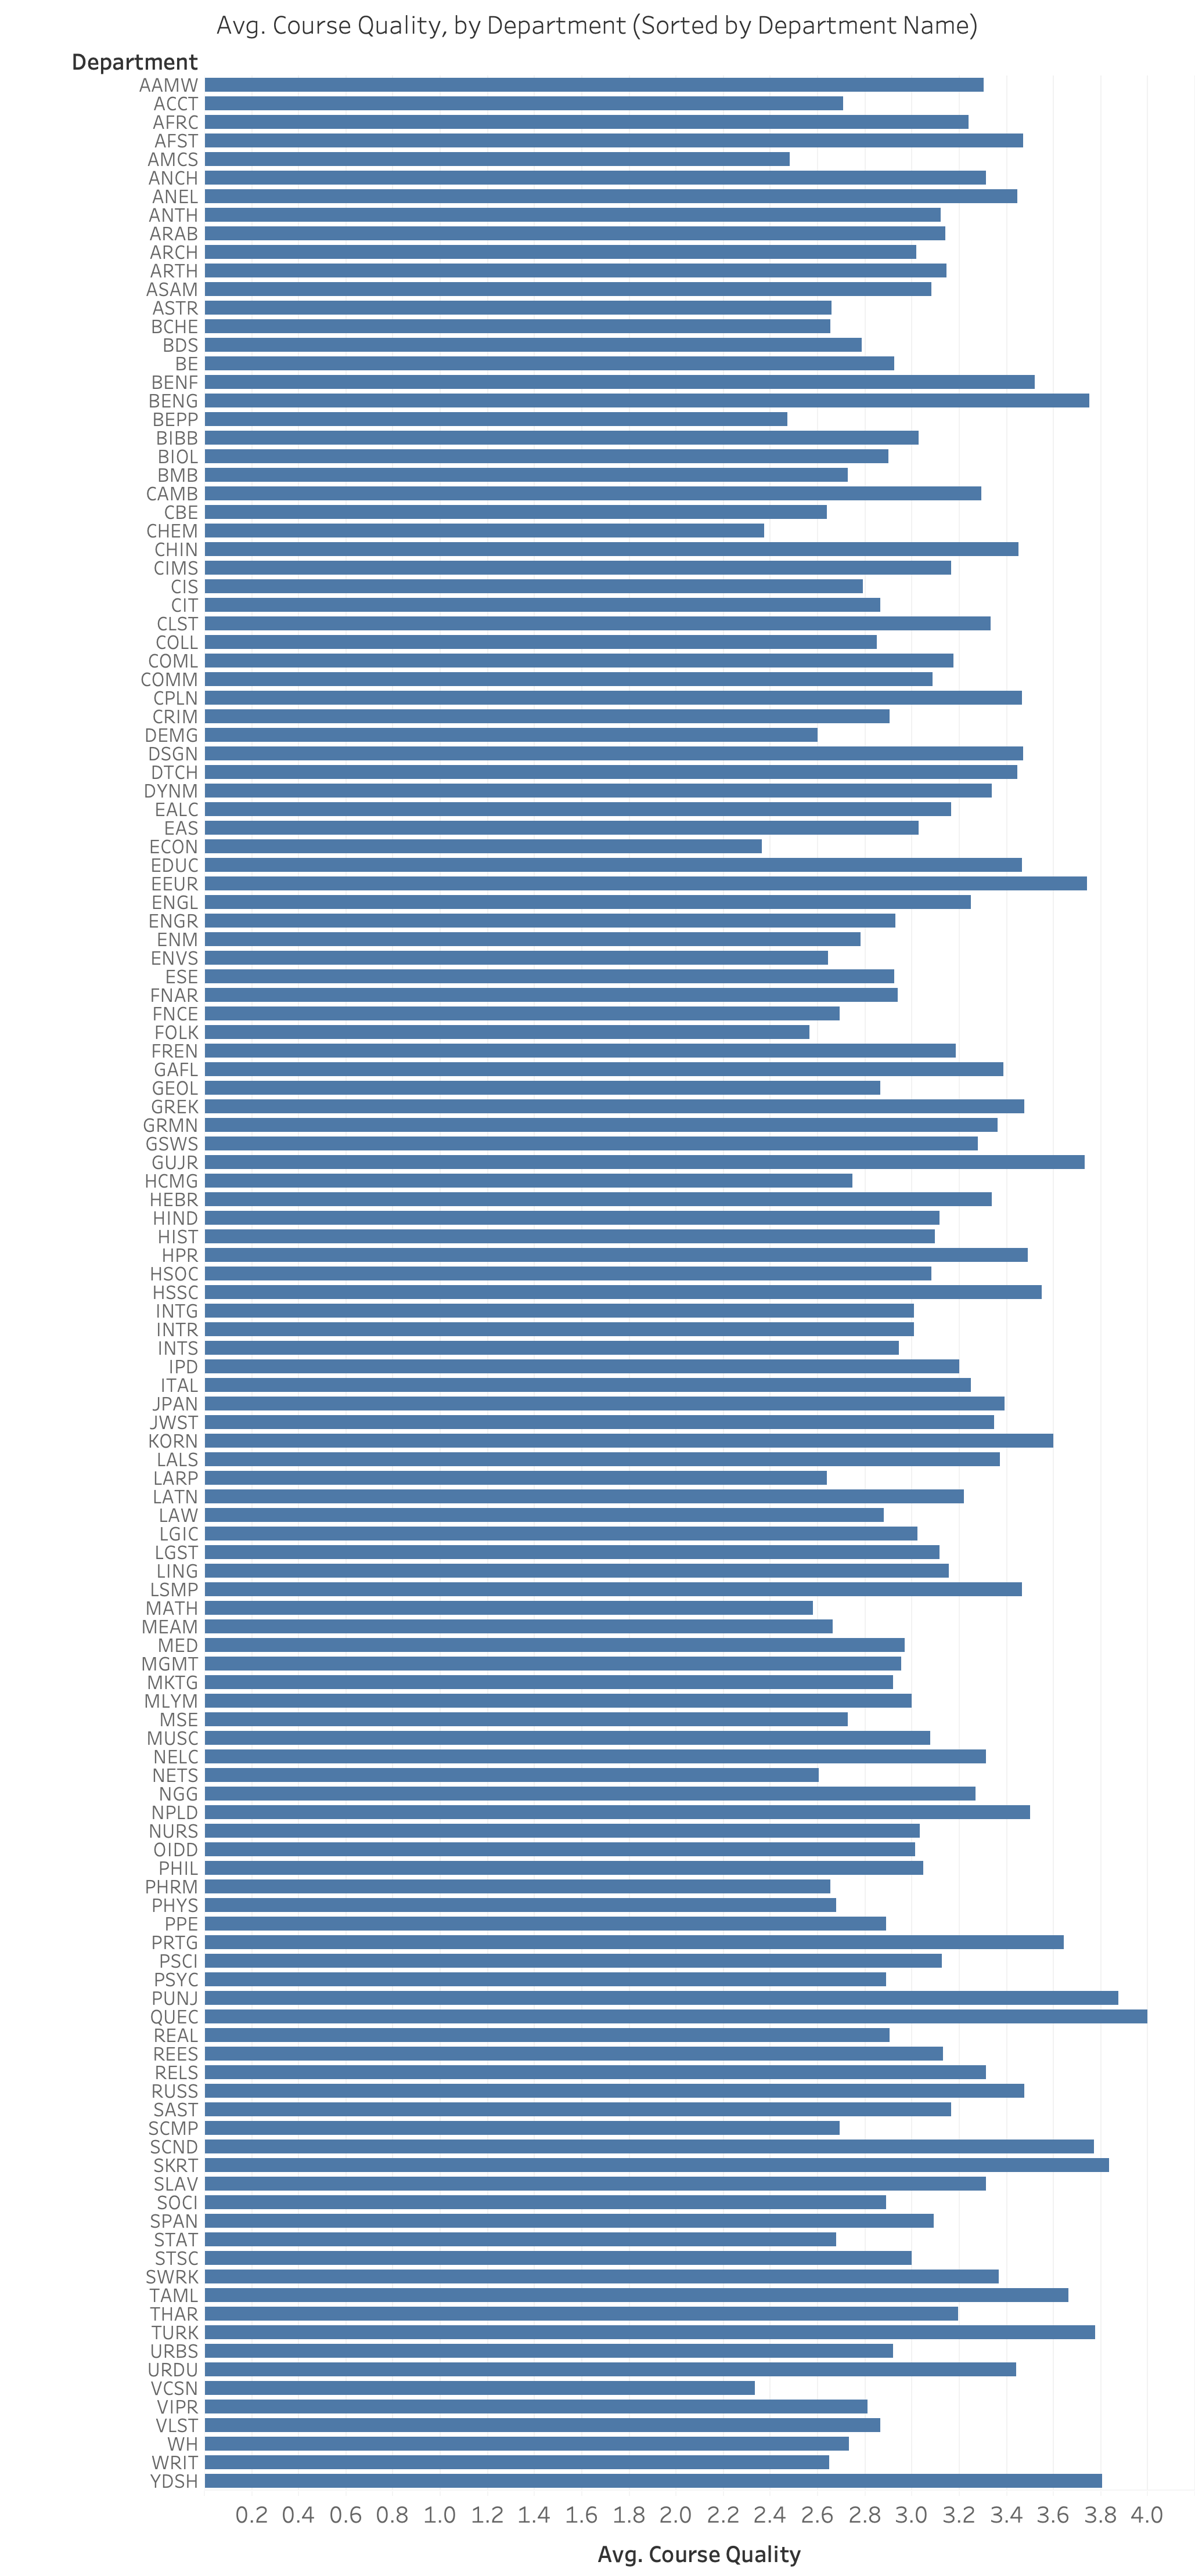 Avg. Course Quality, by Department (Sorted by Department Name)
Department
AAMW
ACCT
AFRC
AFST
AMCS
ANCH
ANEL
ANTH
ARAB
ARCH
ARTH
ASAM
ASTR
BCHE
BDS
BE
BENF
BENG
BEPP
BIBB
BIOL
BMB
CAMB
CBE
CHEM
CHIN
CIMS
CIS
CIT
CLST
COLL
COML
COMM
CPLN
CRIM
DEMG
DSGN
DTCH
DYNM
EALC
EAS
ECON
EDUC
EEUR
ENGL
ENGR
ENM
ENVS
ESE
FNAR
FNCE
FOLK
FREN
GAFL
GEOL
GREK
GRMN
GSWS
GUJR
HCMG
HEBR
HIND
HIST
HPR
HSOC
HSSC
INTG
INTR
INTS
IPD
ITAL
JPAN
JWST
KORN
LALS
LARP
LATN
LAW
LGIC
LGST
LING
LSMP
MATH
MEAM
MED
MGMT
MKTG
MLYM
MSE
MUSC
NELC
NETS
NGG
NPLD
NURS
OIDD
PHIL
PHRM
PHYS
PPE
PRTG
PSCI
PSYC
PUNJ
QUEC
REAL
REES
RELS
RUSS
SAST
SCMP
SCND
SKRT
SLAV
SOCI
SPAN
STAT
STSC
SWRK
TAML
THAR
TURK
URBS
URDU
VCSN
VIPR
VLST
WH
WRIT
YDSH
0.2 0.4 0.6 0.8 1.0 1.2 1.4 1.6 1.8 2.0 2.2 2.4 2.6 2.8 3.0 3.2 3.4 3.6 3.8 4.0
Avg. Course Quality